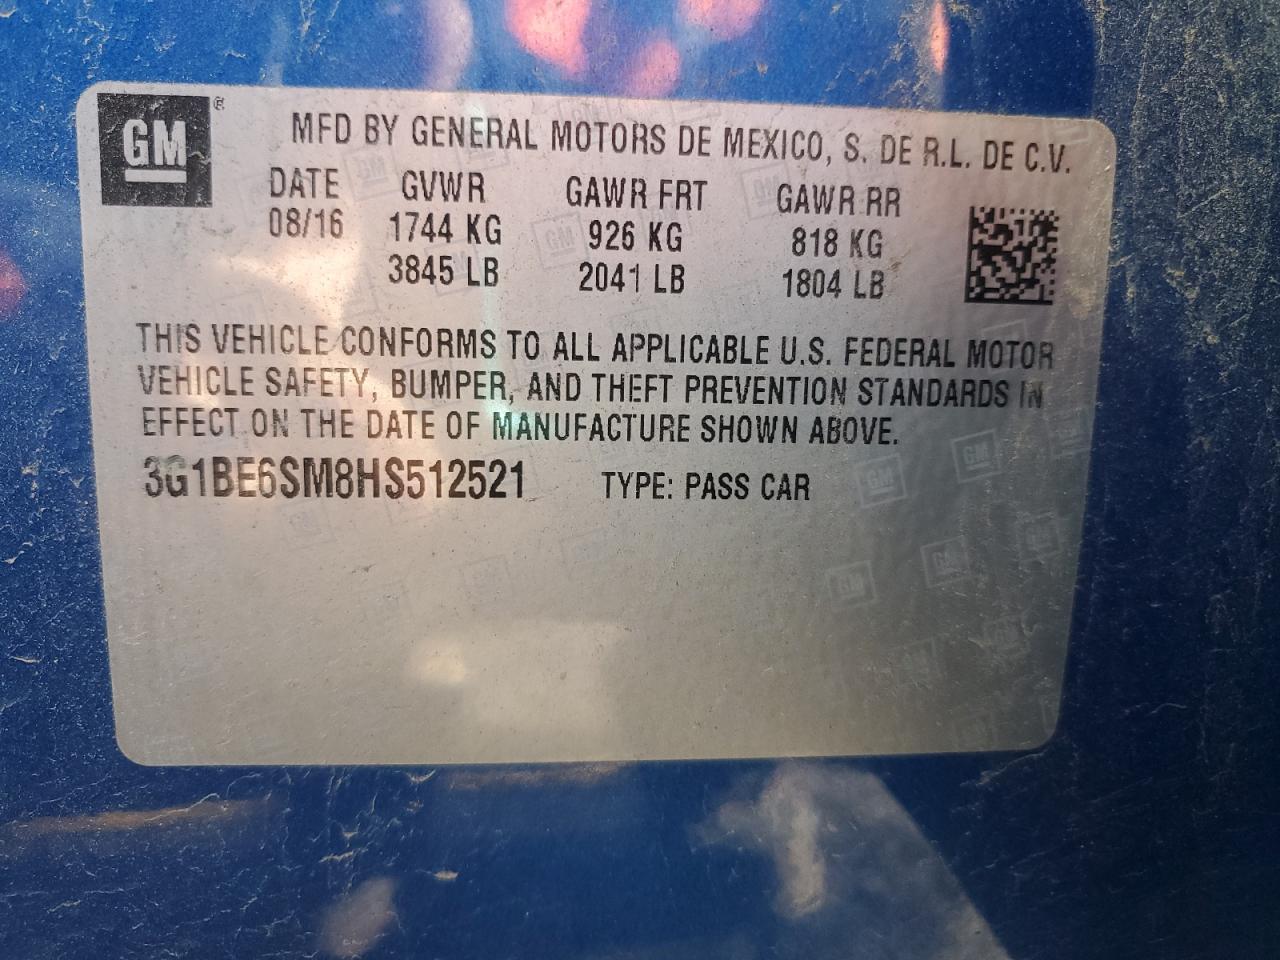 GM ®
MFD BY GENERAL MOTORS DE MEXICO, S. DE R.L. DE C.V.
DATE GVWR GAWR FRT GAWR RR
08/16 1744 KG 926 KG 818 KG
3845 LB 2041 LB 1804 LB
THIS VEHICLE CONFORMS TO ALL APPLICABLE U.S. FEDERAL MOTOR
VEHICLE SAFETY, BUMPER, AND THEFT PREVENTION STANDARDS IN
EFFECT ON THE DATE OF MANUFACTURE SHOWN ABOVE.
3G1BE6SM8HS512521 TYPE: PASS CAR